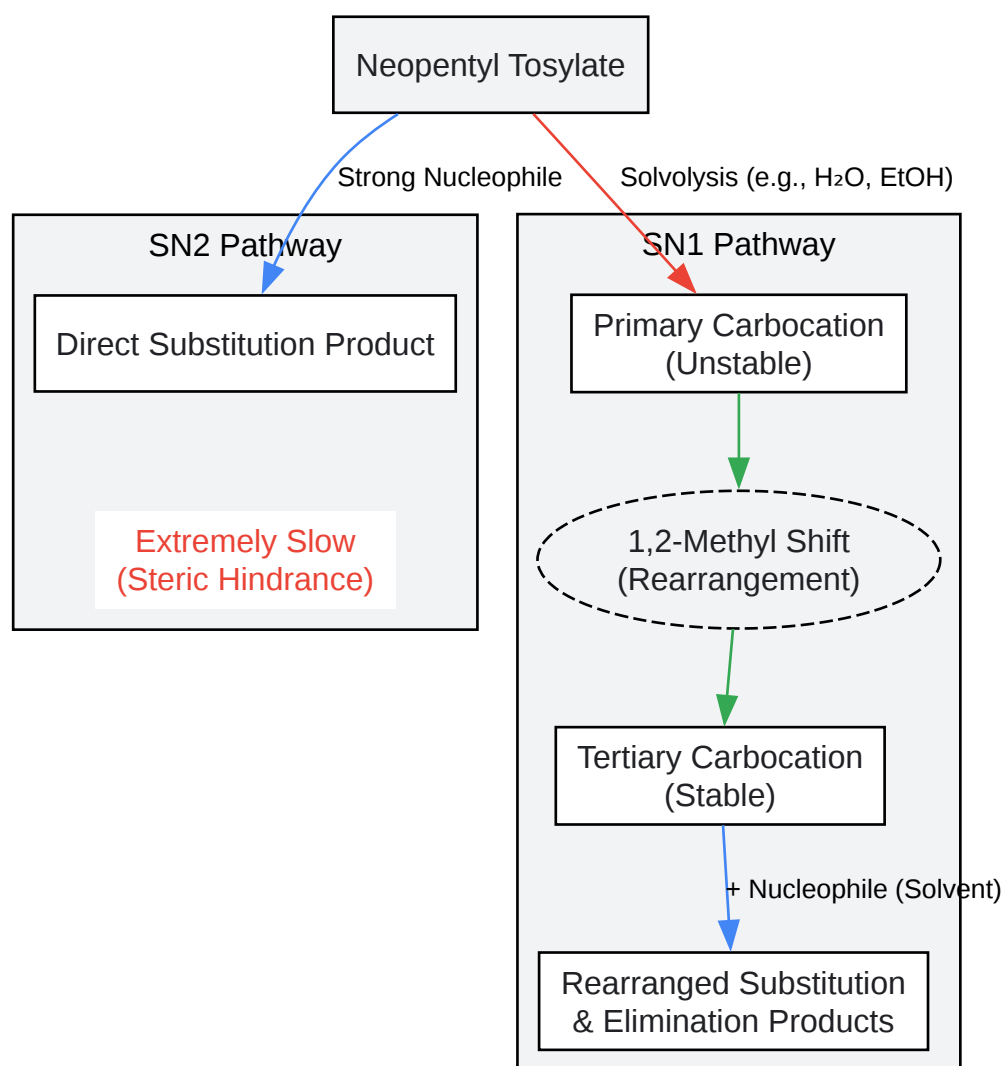 Neopentyl Tosylate
Strong Nucleophile
Solvolysis (e.g., H₂O, EtOH)
SN2 Pathway
Direct Substitution Product
Extremely Slow
(Steric Hindrance)
SN1 Pathway
Primary Carbocation
(Unstable)
1,2-Methyl Shift
(Rearrangement)
Tertiary Carbocation
(Stable)
+ Nucleophile (Solvent)
Rearranged Substitution
& Elimination Products